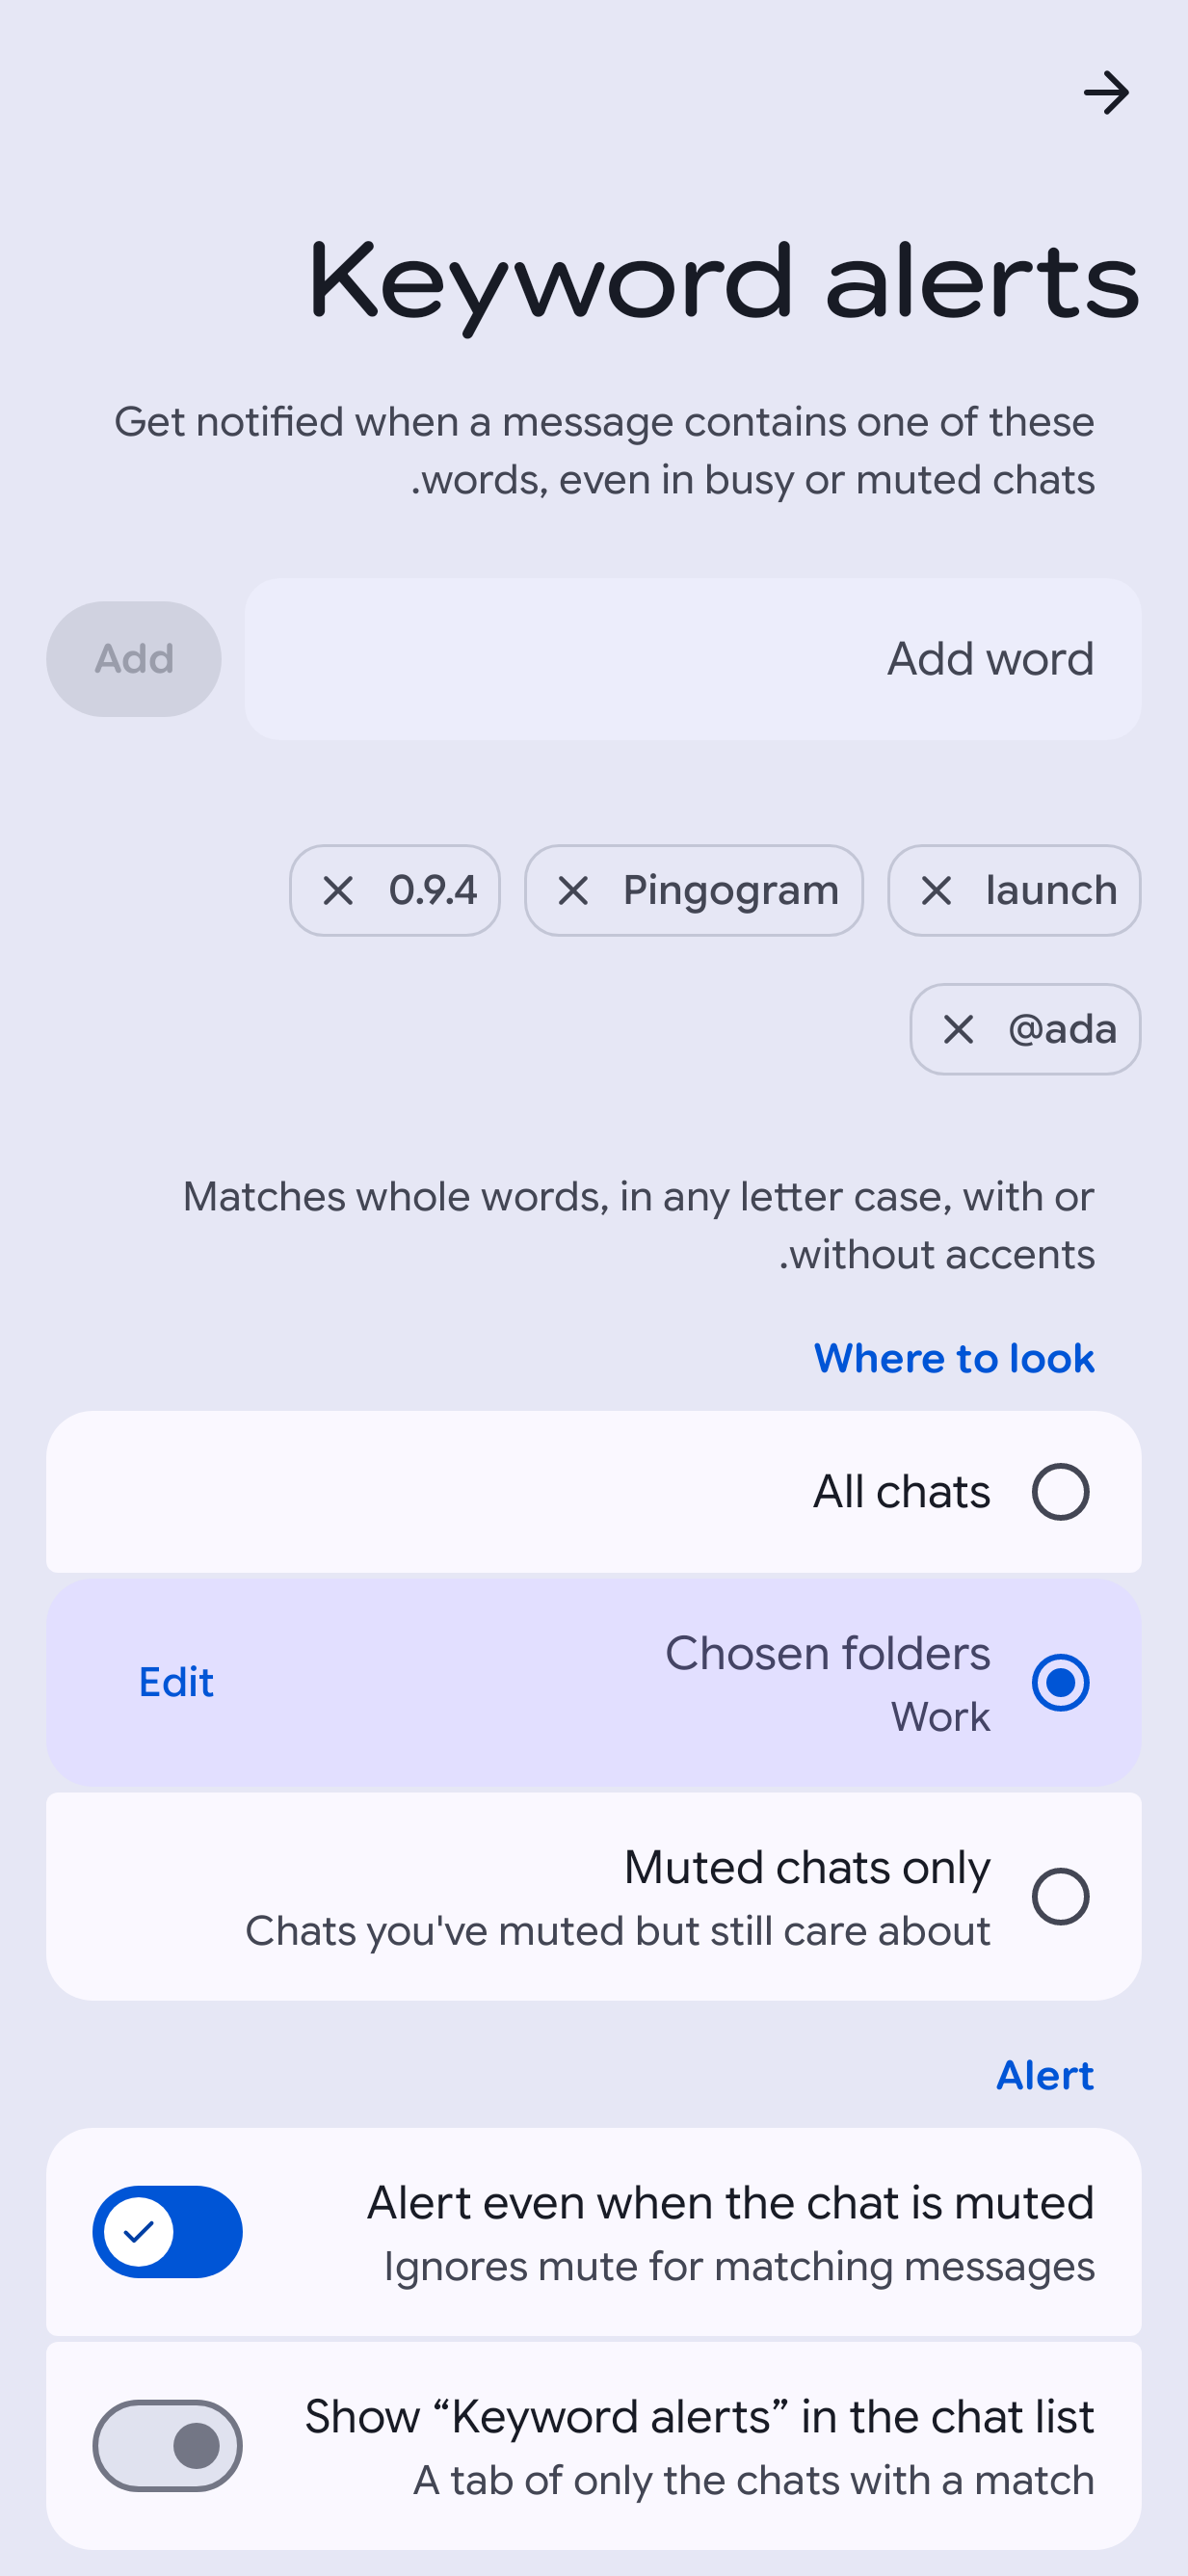 Keyword alerts
Get notified when a message contains one of these
.words, even in busy or muted chats
Add word
Add
launch
Pingogram
0.9.4
@ada
Matches whole words, in any letter case, with or
.without accents
Where to look
All chats
Chosen folders
Work
Edit
Muted chats only
Chats you've muted but still care about
Alert
Alert even when the chat is muted
Ignores mute for matching messages
Show “Keyword alerts” in the chat list
A tab of only the chats with a match